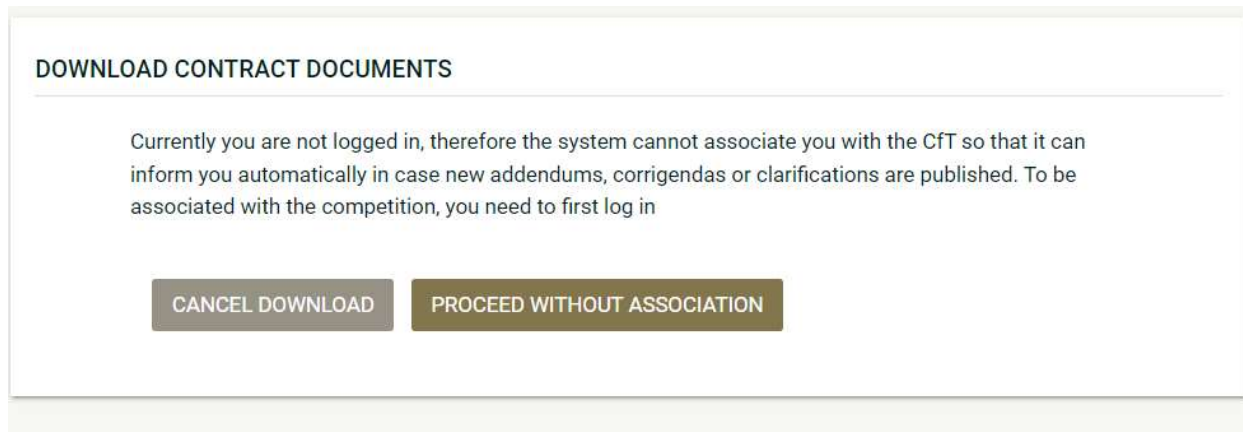 DOWNLOAD CONTRACT DOCUMENTS
Currently you are not logged in, therefore the system cannot associate you with the CfT so that it can
inform you automatically in case new addendums, corrigendas or clarifications are published. To be
associated with the competition, you need to first log in
CANCEL DOWNLOAD
PROCEED WITHOUT ASSOCIATION